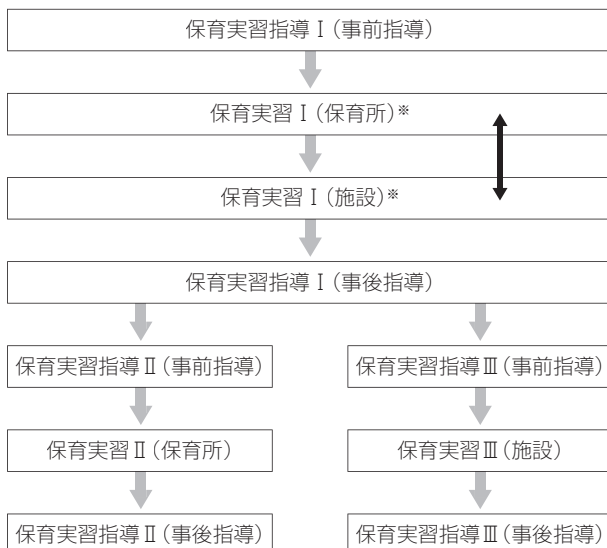 保育実習指導Ⅰ(事前指導)
保育実習Ⅰ(保育所)※
保育実習Ⅰ(施設)※
保育実習指導Ⅰ(事後指導)
保育実習指導Ⅱ(事前指導)
保育実習指導Ⅲ(事前指導)
保育実習Ⅱ(保育所)
保育実習Ⅲ(施設)
保育実習指導Ⅱ(事後指導)
保育実習指導Ⅲ(事後指導)